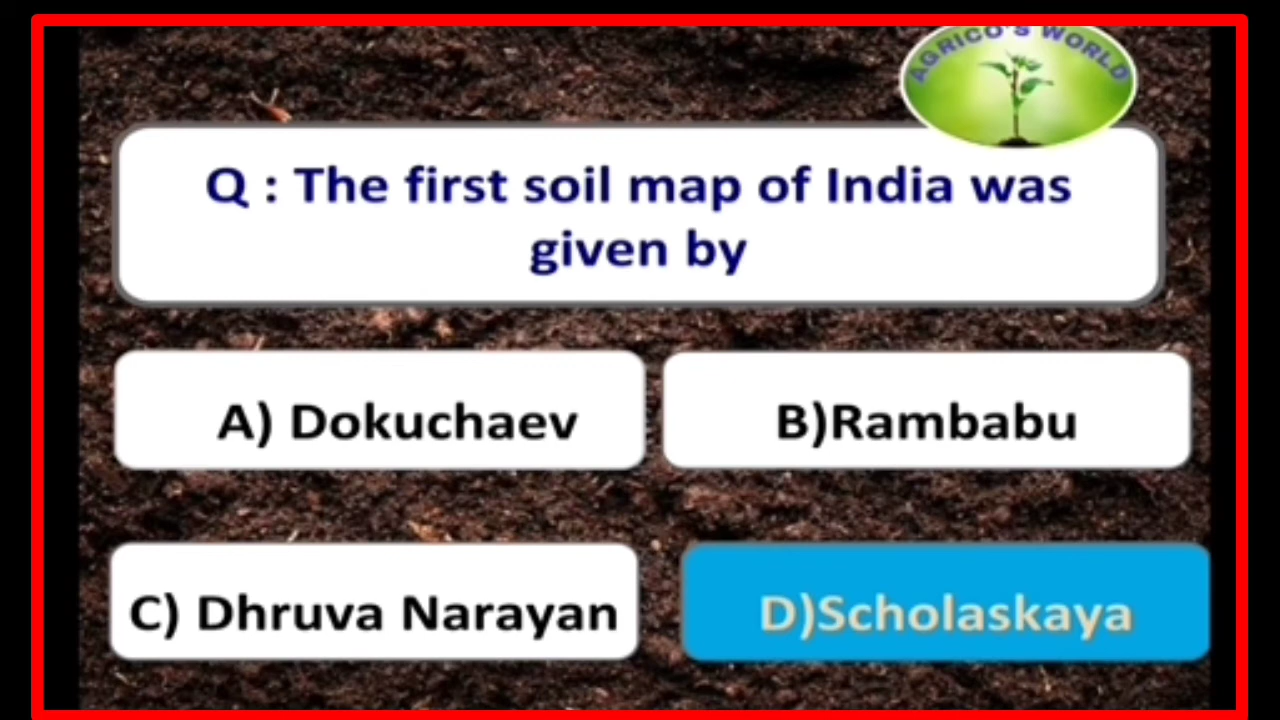 AGRICO'S WORLD
Q : The first soil map of India was
given by
A) Dokuchaev
B)Rambabu
C) Dhruva Narayan
D)Scholaskaya